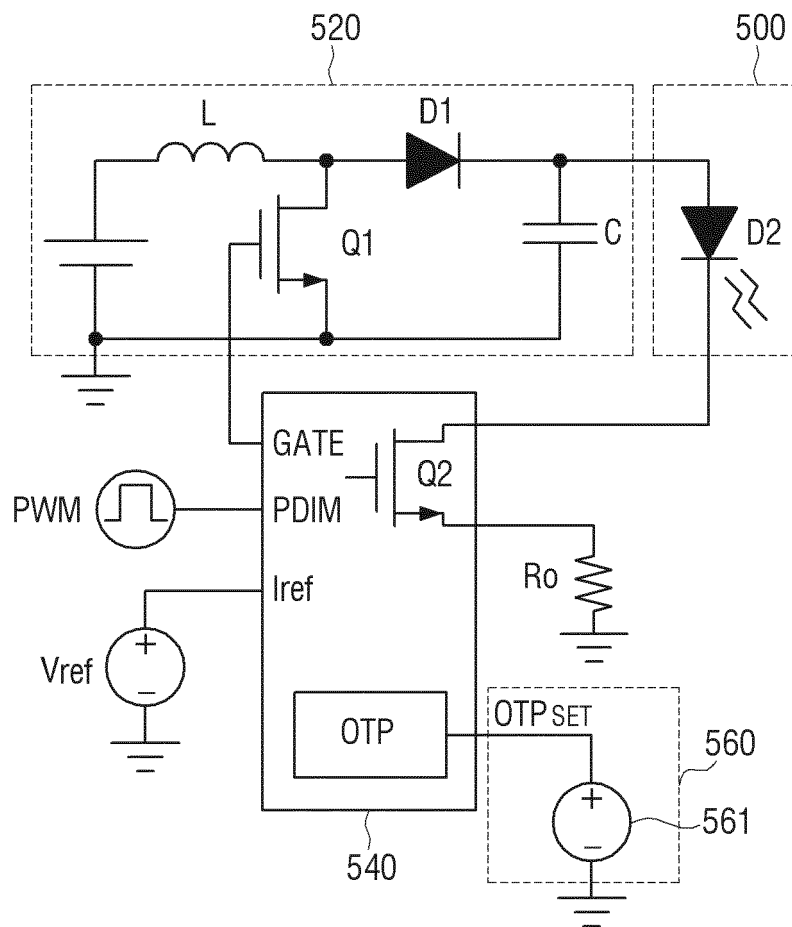 520
500
L
D1
Q1
C
D2
GATE
Q2
PWM
PDIM
Ro
Iref
+
Vref
−
OTP
OTP SET
560
+
561
−
540